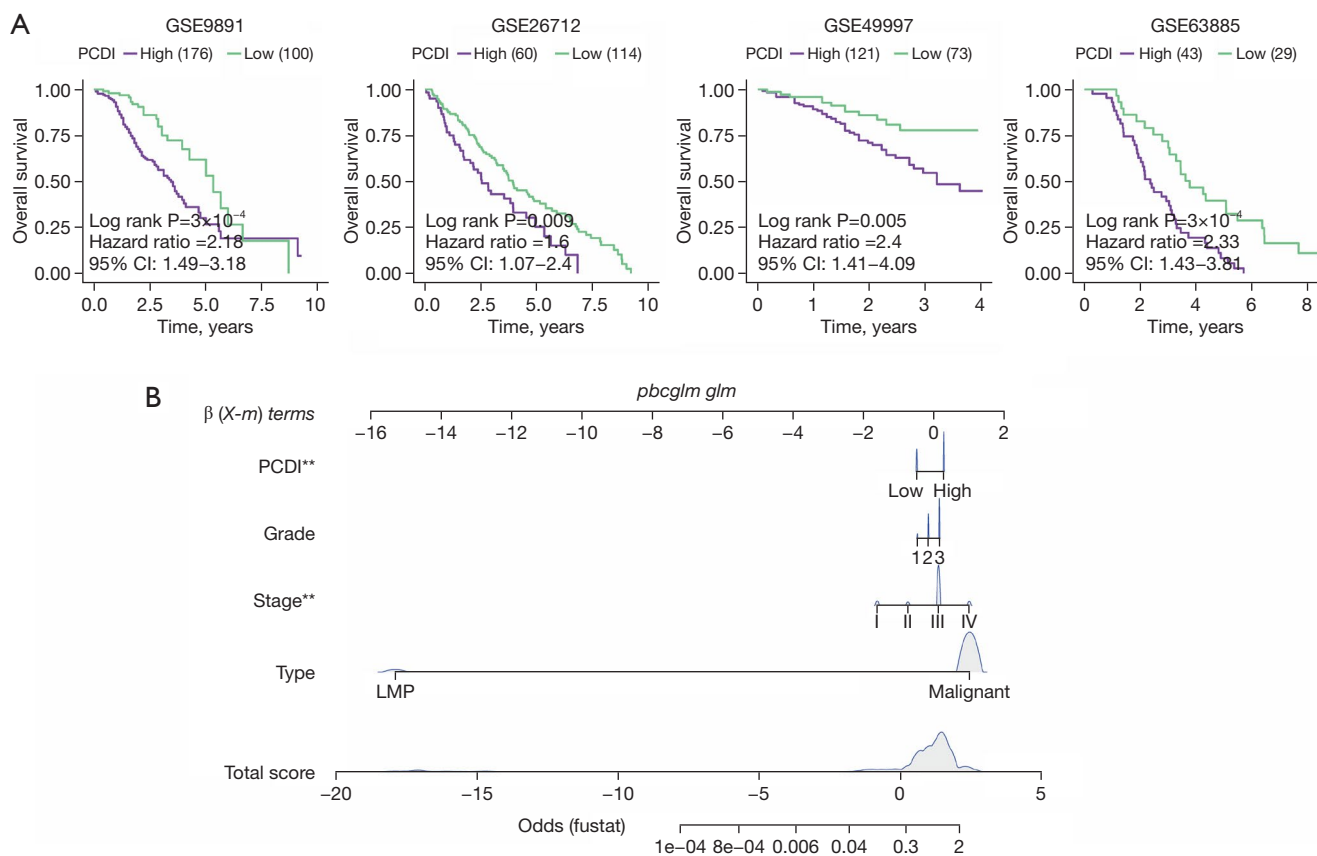 A
GSE9891
PCDI High (176) Low (100)
Overall survival
1.00
0.75
0.50
0.25
0.00
Log rank P=3×10⁻⁴
Hazard ratio =2.18
95% CI: 1.49–3.18
0.0 2.5 5.0 7.5 10
Time, years
GSE26712
PCDI High (60) Low (114)
Overall survival
1.00
0.75
0.50
0.25
0.00
Log rank P=0.009
Hazard ratio =1.6
95% CI: 1.07–2.4
0.0 2.5 5.0 7.5 10
Time, years
GSE49997
PCDI High (121) Low (73)
Overall survival
1.00
0.75
0.50
0.25
0.00
Log rank P=0.005
Hazard ratio =2.4
95% CI: 1.41–4.09
0 1 2 3 4
Time, years
GSE63885
PCDI High (43) Low (29)
Overall survival
1.00
0.75
0.50
0.25
0.00
Log rank P=3×10⁻⁴
Hazard ratio =2.33
95% CI: 1.43–3.81
0 2 4 6 8
Time, years
B
pbcglm glm
β (X-m) terms
−16 −14 −12 −10 −8 −6 −4 −2 0 2
PCDI**
Low High
Grade
1 2 3
Stage**
I II III IV
Type
LMP Malignant
Total score
−20 −15 −10 −5 0 5
Odds (fustat)
1e−04 8e−04 0.006 0.04 0.3 2